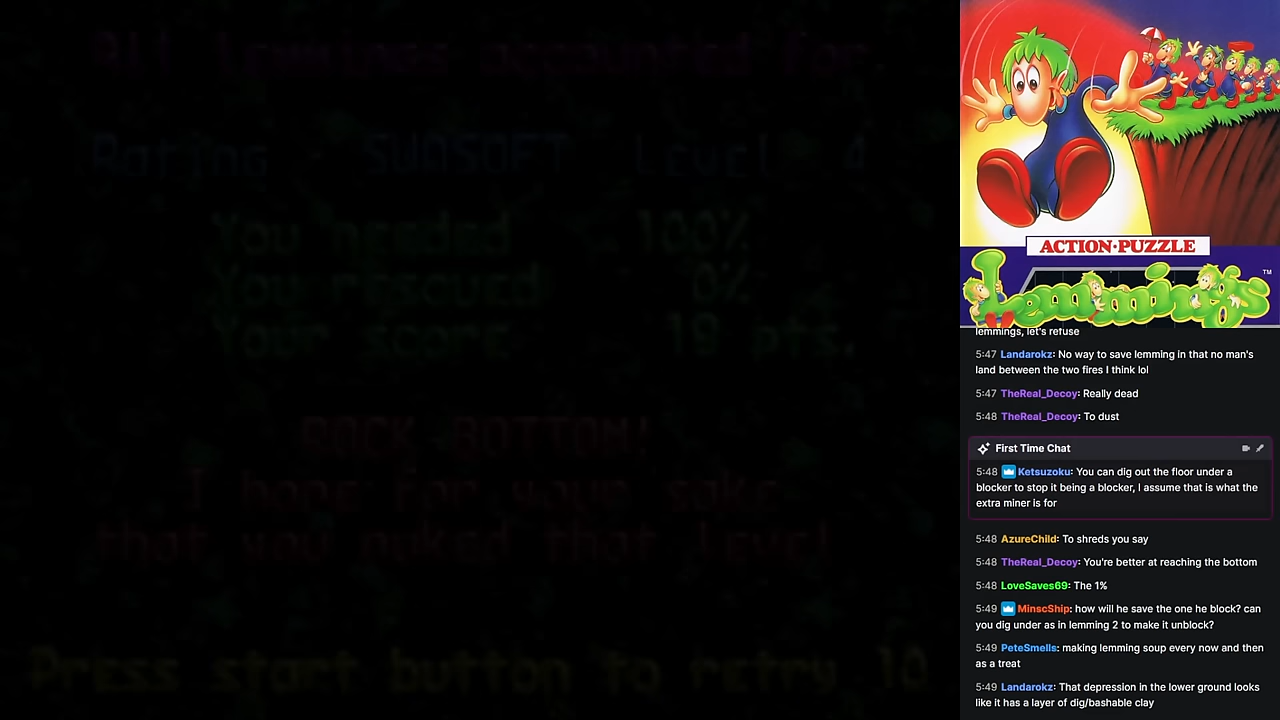 All lemmings accounted for.
Rating SUNSOFT Level 4
You needed 100%
You rescued 0%
Your score 19 pts.
ROCK BOTTOM!
I hope for your sake
that you nuked that level!
Press start button to retry 10
ACTION·PUZZLE
Lemmings
TM
lemmings, let's refuse
5:47 Landarokz: No way to save lemming in that no man's
land between the two fires I think lol
5:47 TheReal_Decoy: Really dead
5:48 TheReal_Decoy: To dust
First Time Chat
5:48 Ketsuzoku: You can dig out the floor under a
blocker to stop it being a blocker, I assume that is what the
extra miner is for
5:48 AzureChild: To shreds you say
5:48 TheReal_Decoy: You're better at reaching the bottom
5:48 LoveSaves69: The 1%
5:49 MinscShip: how will he save the one he block? can
you dig under as in lemming 2 to make it unblock?
5:49 PeteSmells: making lemming soup every now and then
as a treat
5:49 Landarokz: That depression in the lower ground looks
like it has a layer of dig/bashable clay